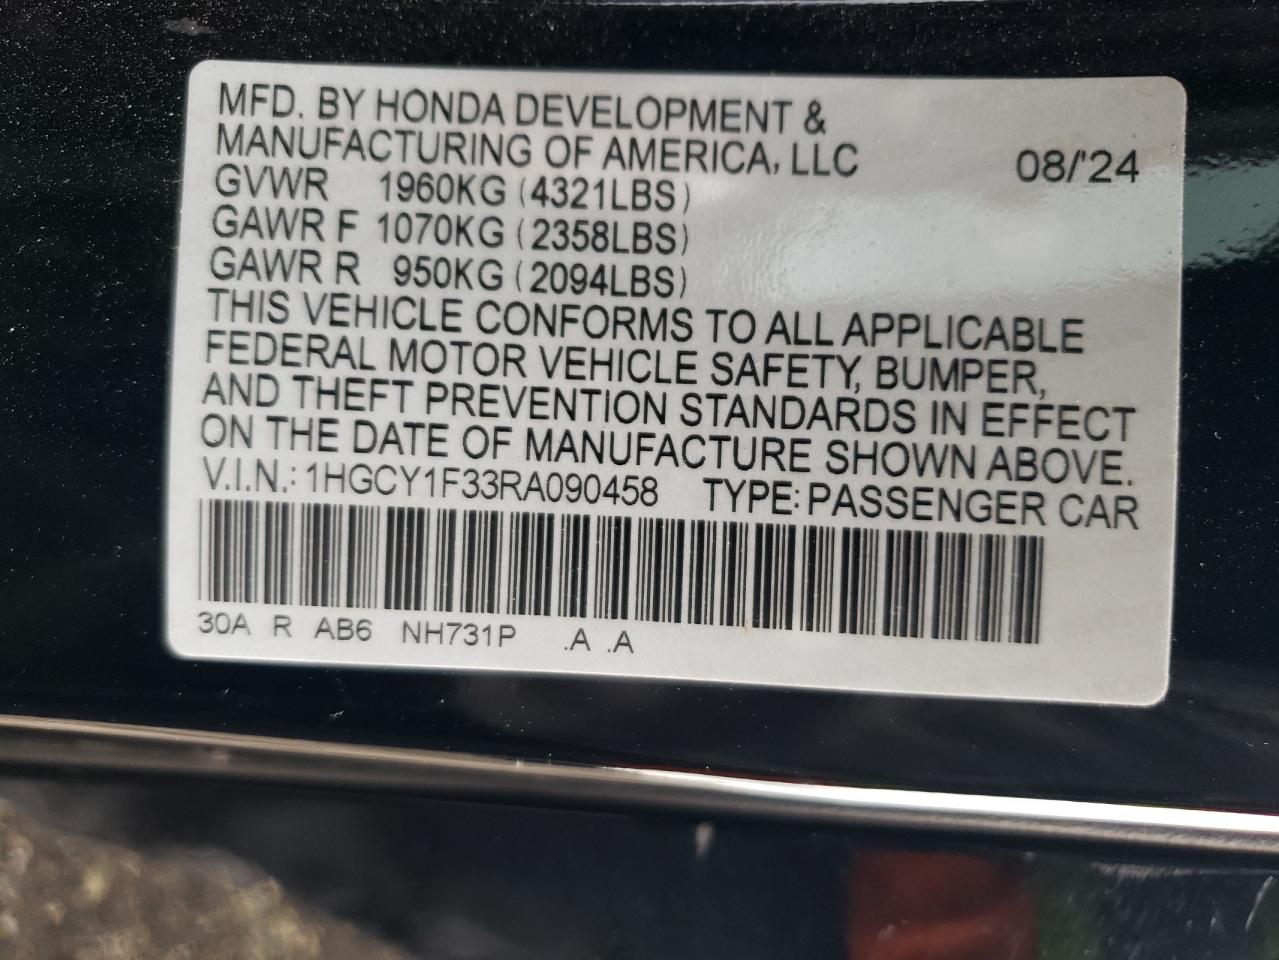 MFD. BY HONDA DEVELOPMENT &
MANUFACTURING OF AMERICA, LLC 08/'24
GVWR 1960KG (4321LBS)
GAWR F 1070KG (2358LBS)
GAWR R 950KG (2094LBS)
THIS VEHICLE CONFORMS TO ALL APPLICABLE
FEDERAL MOTOR VEHICLE SAFETY, BUMPER,
AND THEFT PREVENTION STANDARDS IN EFFECT
ON THE DATE OF MANUFACTURE SHOWN ABOVE.
V.I.N.: 1HGCY1F33RA090458 TYPE: PASSENGER CAR
30A R AB6 NH731P .A .A